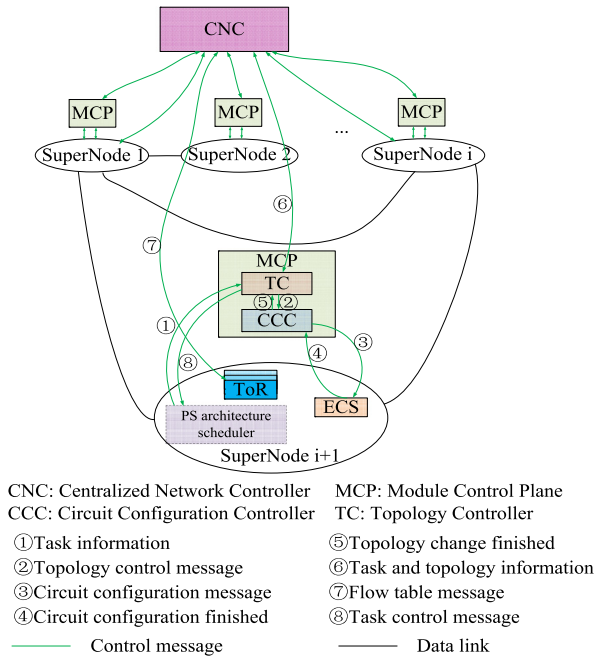 CNC
MCP
MCP
MCP
...
SuperNode 1
SuperNode 2
SuperNode i
⑥
⑦
MCP
TC
⑤ ②
CCC
①
③
④
⑧
ToR
ECS
PS architecture
scheduler
SuperNode i+1
CNC: Centralized Network Controller
MCP: Module Control Plane
CCC: Circuit Configuration Controller
TC: Topology Controller
①Task information
②Topology control message
③Circuit configuration message
④Circuit configuration finished
⑤Topology change finished
⑥Task and topology information
⑦Flow table message
⑧Task control message
Control message
Data link